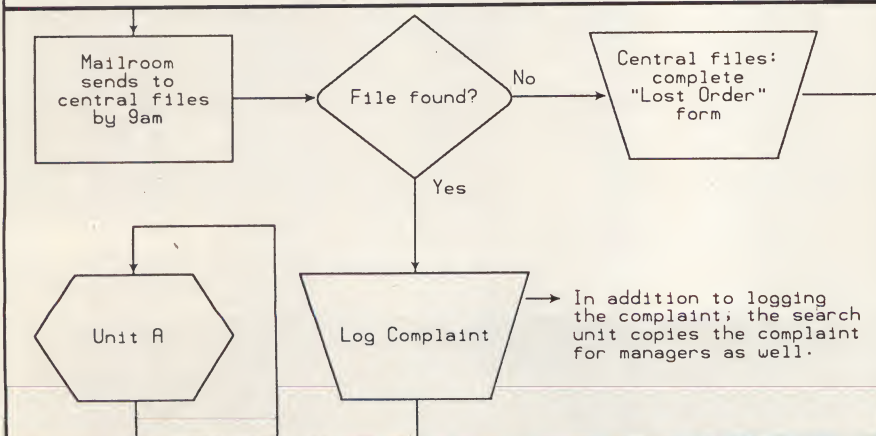 Mailroom
sends to
central files
by 9am
File found?
No
Central files:
complete
"Lost Order"
form
Yes
Unit A
Log Complaint
In addition to logging
the complaint, the search
unit copies the complaint
for managers as well.